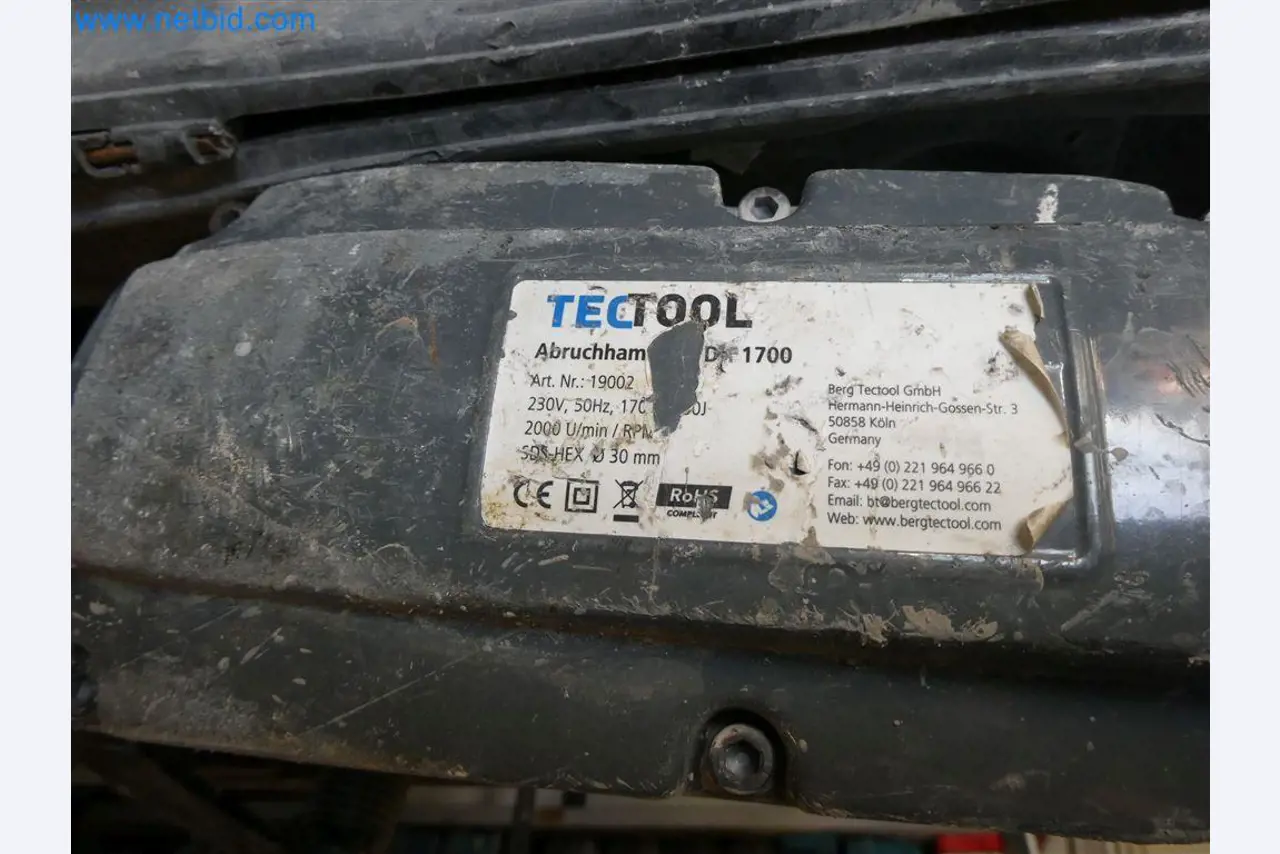 www.netbid.com
TECTOOL
1700
Art. Nr.: 19002
230V, 50Hz,
2000 U/min / RPM
SDS-HEX Ø 30 mm
CE
RoHS
COMPLIANT
Berg Tectool GmbH
Hermann-Heinrich-Gossen-Str. 3
50858 Köln
Germany
Fon: +49 (0) 221 964 966 0
Fax: +49 (0) 221 964 966 22
Email: bt@bergtectool.com
Web: www.bergtectool.com